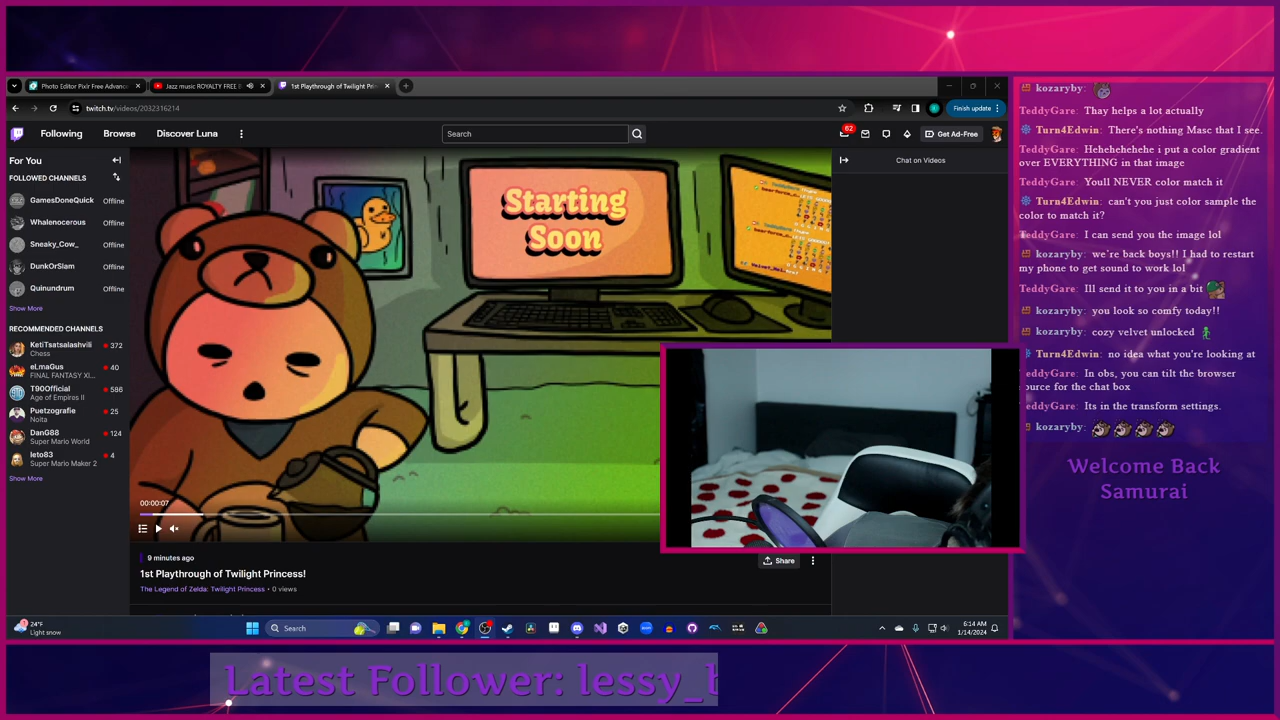 Photo Editor Pixlr Free Advanc
Jazz music ROYALTY FREE B
1st Playthrough of Twilight Prin
twitch.tv/videos/2032316214
Finish update
Following
Browse
Discover Luna
Search
62
Get Ad-Free
For You
FOLLOWED CHANNELS
GamesDoneQuick Offline
Whalenocerous Offline
Sneaky_Cow_ Offline
DunkOrSlam Offline
Quinundrum Offline
Show More
RECOMMENDED CHANNELS
KetiTsatsalashvili 372
Chess
eLmaGus 40
FINAL FANTASY XI...
T90Official 586
Age of Empires II
Puetzografie 25
Noita
DanG88 124
Super Mario World
leto83 4
Super Mario Maker 2
Show More
Starting
Soon
00:00:07
9 minutes ago
1st Playthrough of Twilight Princess!
The Legend of Zelda: Twilight Princess • 0 views
Share
Chat on Videos
24°F
Light snow
Search
6:14 AM
1/14/2024
kozaryby:
TeddyGare: Thay helps a lot actually
Turn4Edwin: There's nothing Masc that I see.
TeddyGare: Hehehehehehe i put a color gradient
over EVERYTHING in that image
TeddyGare: Youll NEVER color match it
Turn4Edwin: can't you just color sample the
color to match it?
TeddyGare: I can send you the image lol
kozaryby: we're back boys!! I had to restart
my phone to get sound to work lol
TeddyGare: Ill send it to you in a bit
kozaryby: you look so comfy today!!
kozaryby: cozy velvet unlocked
Turn4Edwin: no idea what you're looking at
TeddyGare: In obs, you can tilt the browser
source for the chat box
TeddyGare: Its in the transform settings.
kozaryby:
Welcome Back
Samurai
Latest Follower: lessy_